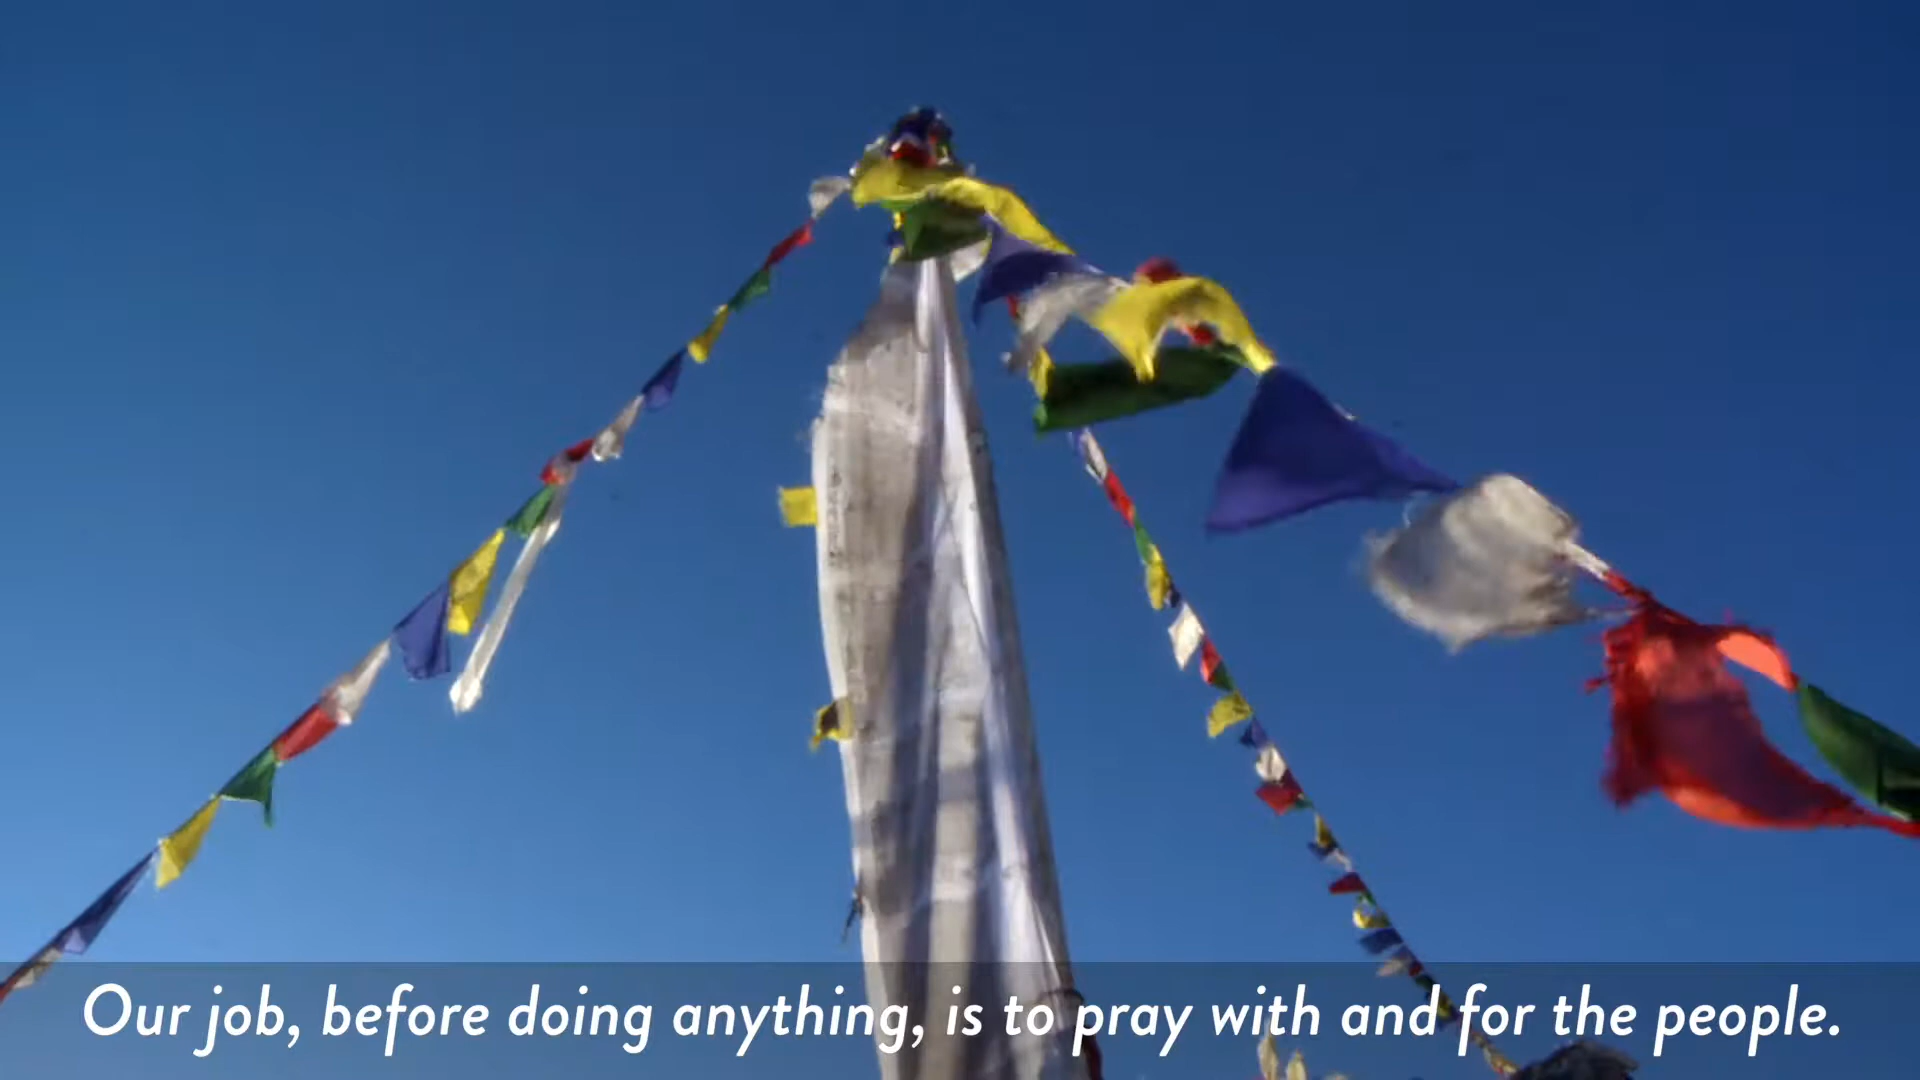 Our job, before doing anything, is to pray with and for the people.